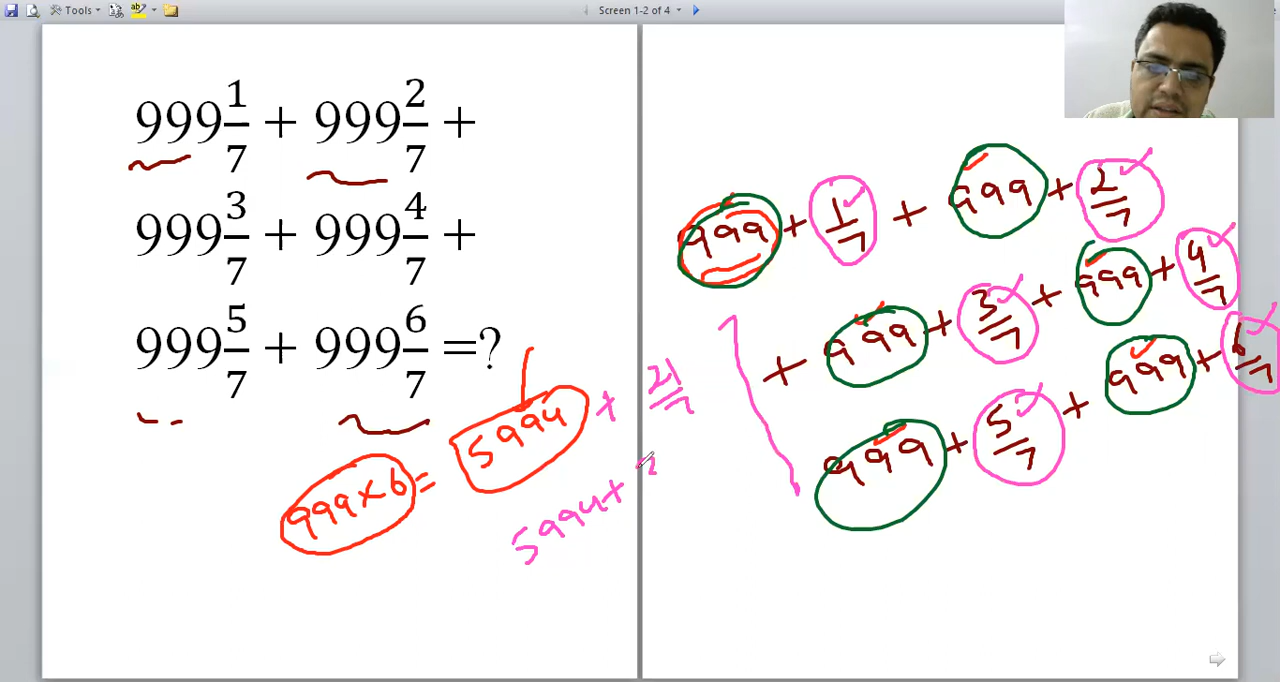 Tools
Screen 1-2 of 4
999 1/7 + 999 2/7 +
999 3/7 + 999 4/7 +
999 5/7 + 999 6/7 =?
999×6 = 5994 + 21/7
5994+
999 + 1/7 + 999 + 2/7
+ 999 + 3/7 + 999 + 4/7
999 + 5/7 + 999 + 6/7